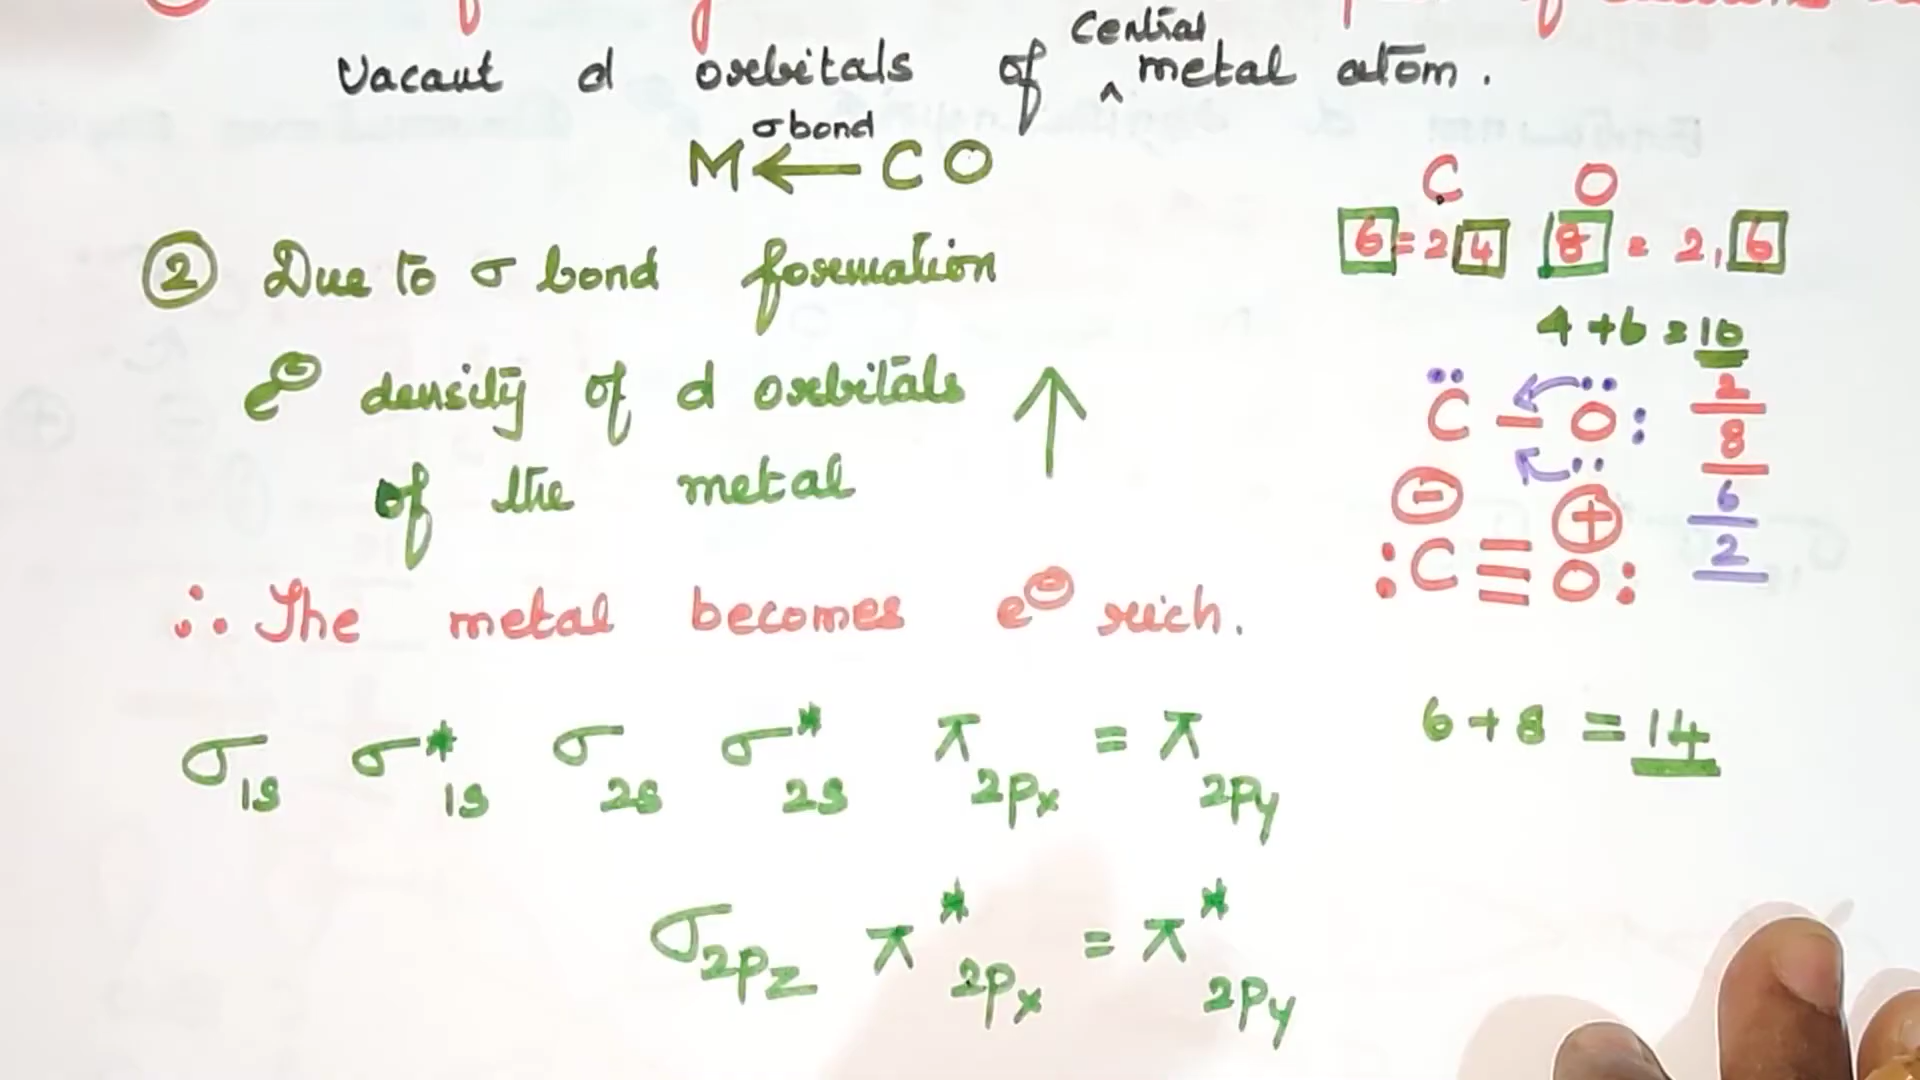 Vacant d orbitals of central metal atom.
σ bond
M ← CO
C O
6 = 2 4 8 = 2, 6
4 + 6 = 10
② Due to σ bond formation
e⊖ density of d orbitals ↑
of the metal
C – O :
2
8
6
2
⊖ ⊕
:C ≡ O:
∴ The metal becomes e⊖ rich.
6 + 8 = 14
σ1s σ*1s σ2s σ*2s π2px = π2py
σ2pz π*2px = π*2py